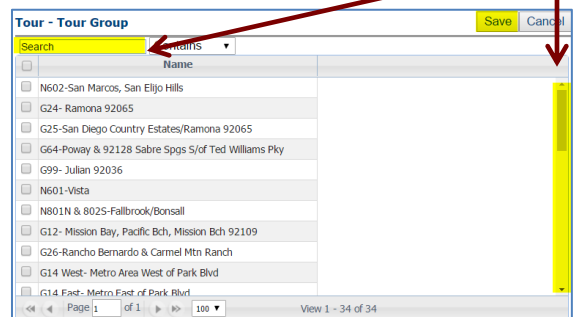 Tour - Tour Group Save Cancel
Search Contains
Name
N602-San Marcos, San Elijo Hills
G24- Ramona 92065
G25-San Diego Country Estates/Ramona 92065
G64-Poway & 92128 Sabre Spgs S/of Ted Williams Pky
G99- Julian 92036
N601-Vista
N801N & 802S-Fallbrook/Bonsall
G12- Mission Bay, Pacific Bch, Mission Bch 92109
G26-Rancho Bernardo & Carmel Mtn Ranch
G14 West- Metro Area West of Park Blvd
G14 East- Metro East of Park Blvd
Page 1 of 1 100 View 1 - 34 of 34